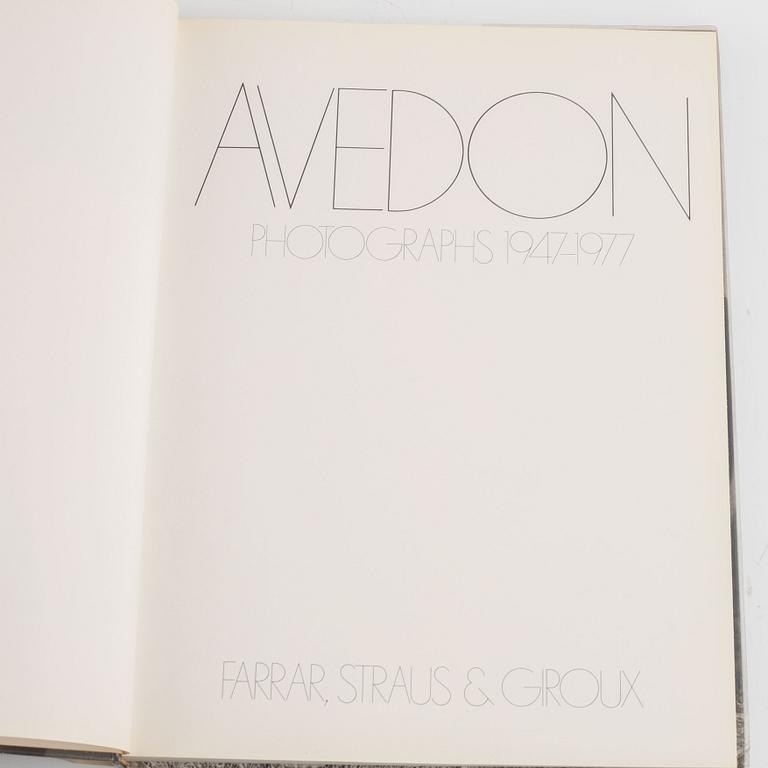 AVEDON
PHOTOGRAPHS 1947-1977
FARRAR, STRAUS & GIROUX